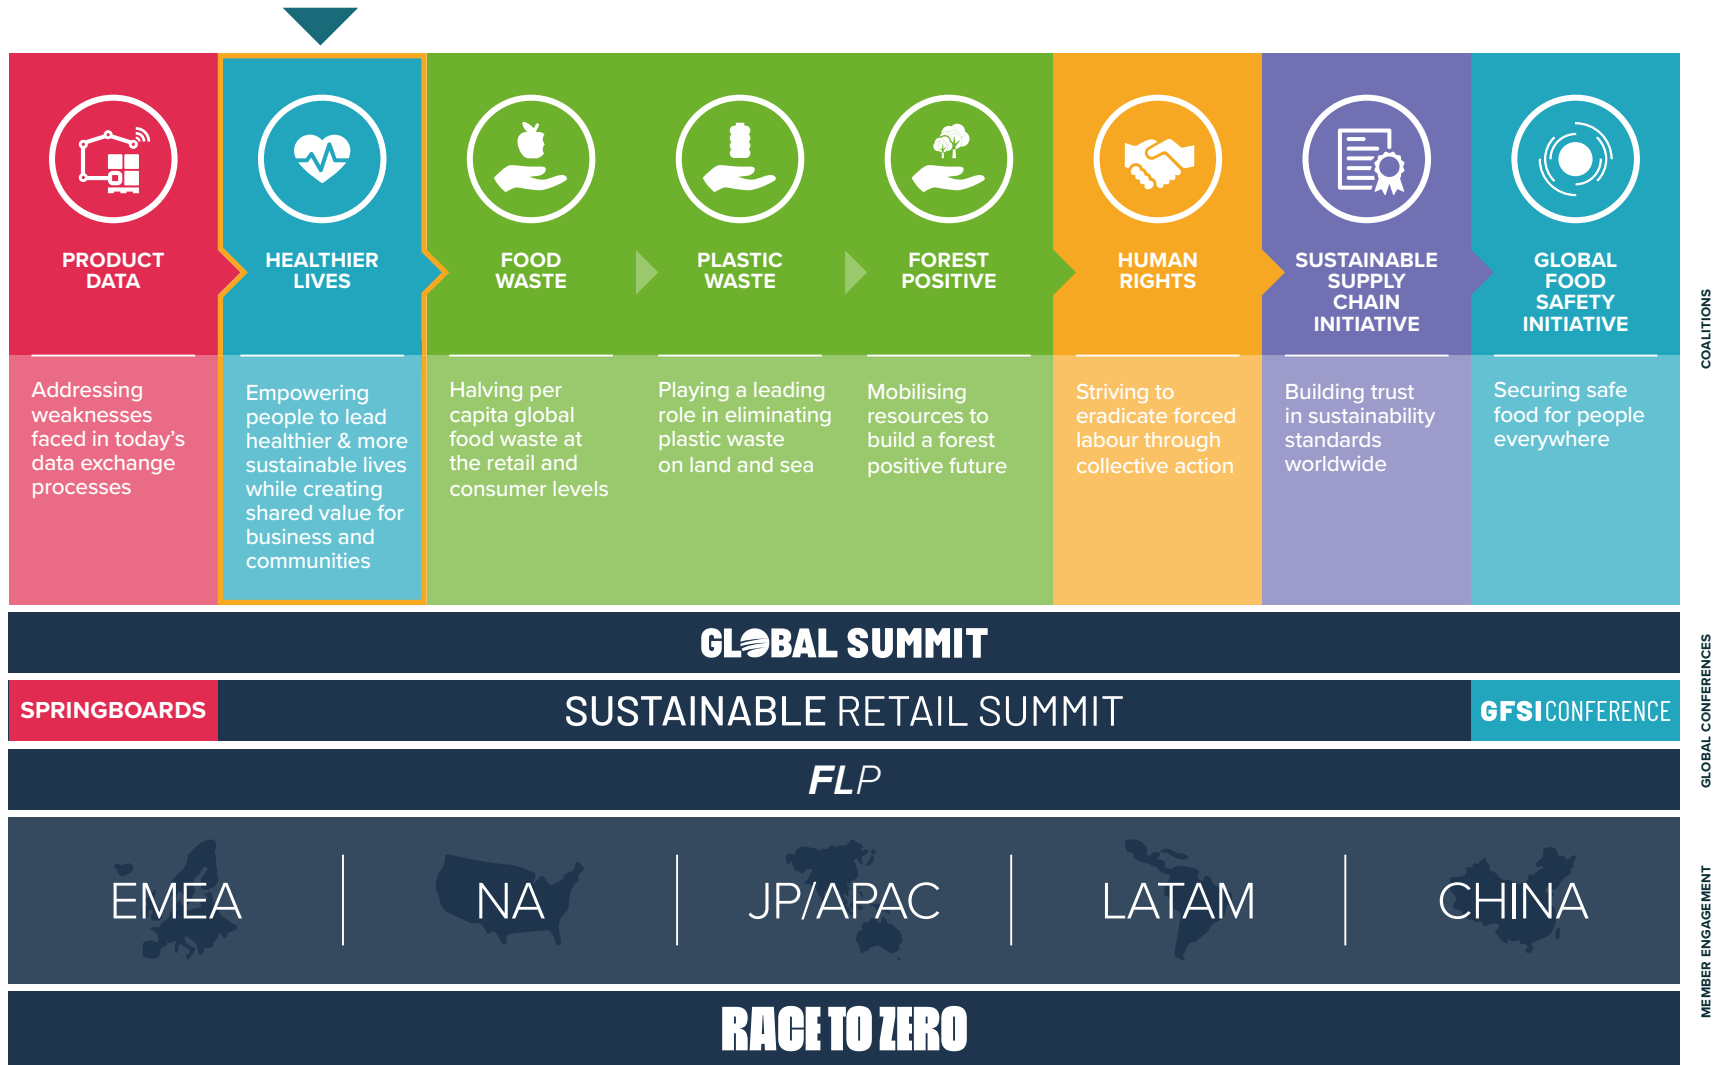 PRODUCT
DATA
Addressing
weaknesses
faced in today's
data exchange
processes
HEALTHIER
LIVES
Empowering
people to lead
healthier & more
sustainable lives
while creating
shared value for
business and
communities
FOOD
WASTE
Halving per
capita global
food waste at
the retail and
consumer levels
PLASTIC
WASTE
Playing a leading
role in eliminating
plastic waste
on land and sea
FOREST
POSITIVE
Mobilising
resources to
build a forest
positive future
HUMAN
RIGHTS
Striving to
eradicate forced
labour through
collective action
SUSTAINABLE
SUPPLY
CHAIN
INITIATIVE
Building trust
in sustainability
standards
worldwide
GLOBAL
FOOD
SAFETY
INITIATIVE
Securing safe
food for people
everywhere
COALITIONS
GLOBAL SUMMIT
SPRINGBOARDS
SUSTAINABLE RETAIL SUMMIT
GFSI CONFERENCE
FLP
GLOBAL CONFERENCES
EMEA
NA
JP/APAC
LATAM
CHINA
RACE TO ZERO
MEMBER ENGAGEMENT